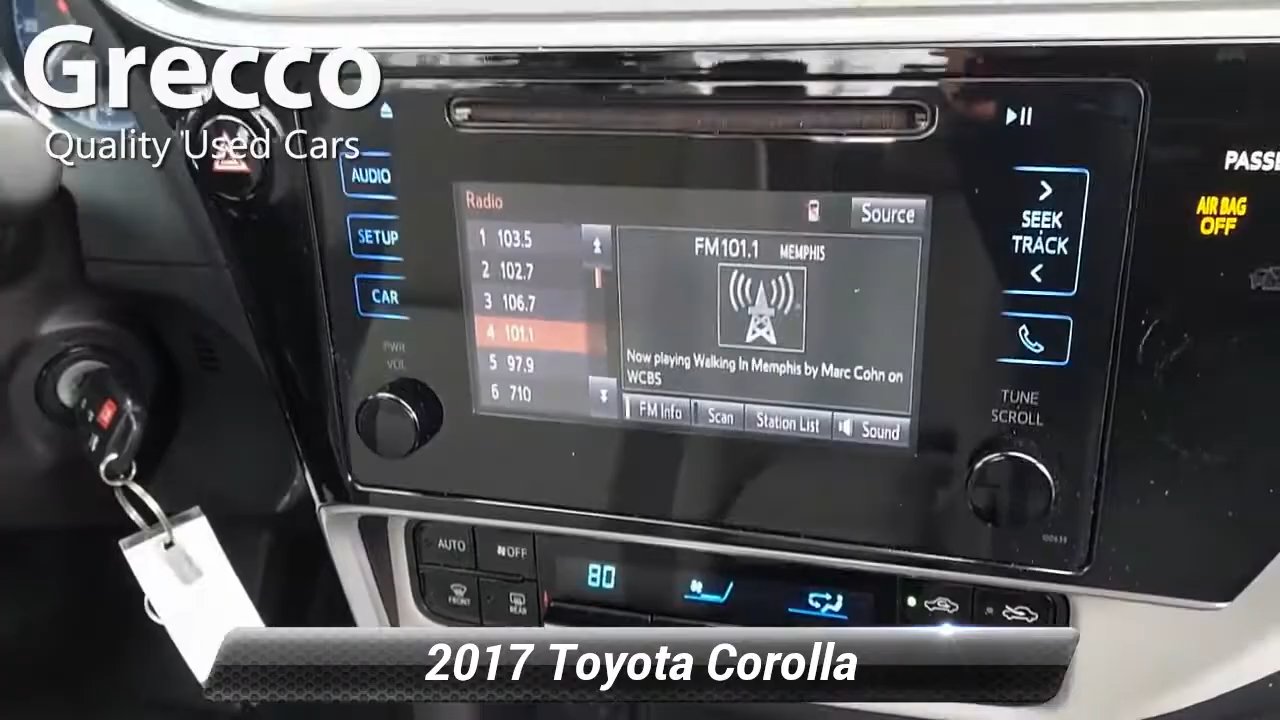 Grecco
Quality Used Cars
AUDIO
SETUP
CAR
PWR
VOL
Radio
Source
1 103.5
2 102.7
3 106.7
4 101.1
5 97.9
6 710
FM101.1 MEMPHIS
Now playing Walking In Memphis by Marc Cohn on
WCBS
FM Info
Scan
Station List
Sound
SEEK
TRACK
TUNE
SCROLL
PASSE
AIR BAG
OFF
AUTO
OFF
FRONT
REAR
80
2017 Toyota Corolla